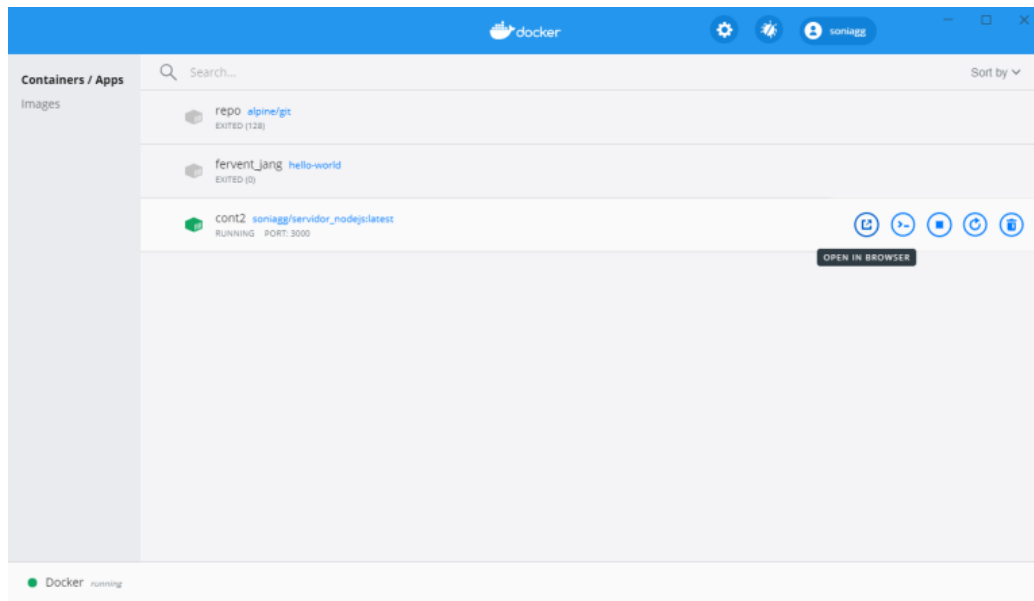 docker
soniagg
Containers / Apps
Images
Search...
Sort by
repo alpine/git
EXITED (128)
fervent_jang hello-world
EXITED (0)
cont2 soniagg/servidor_nodejs:latest
RUNNING PORT: 3000
OPEN IN BROWSER
Docker running